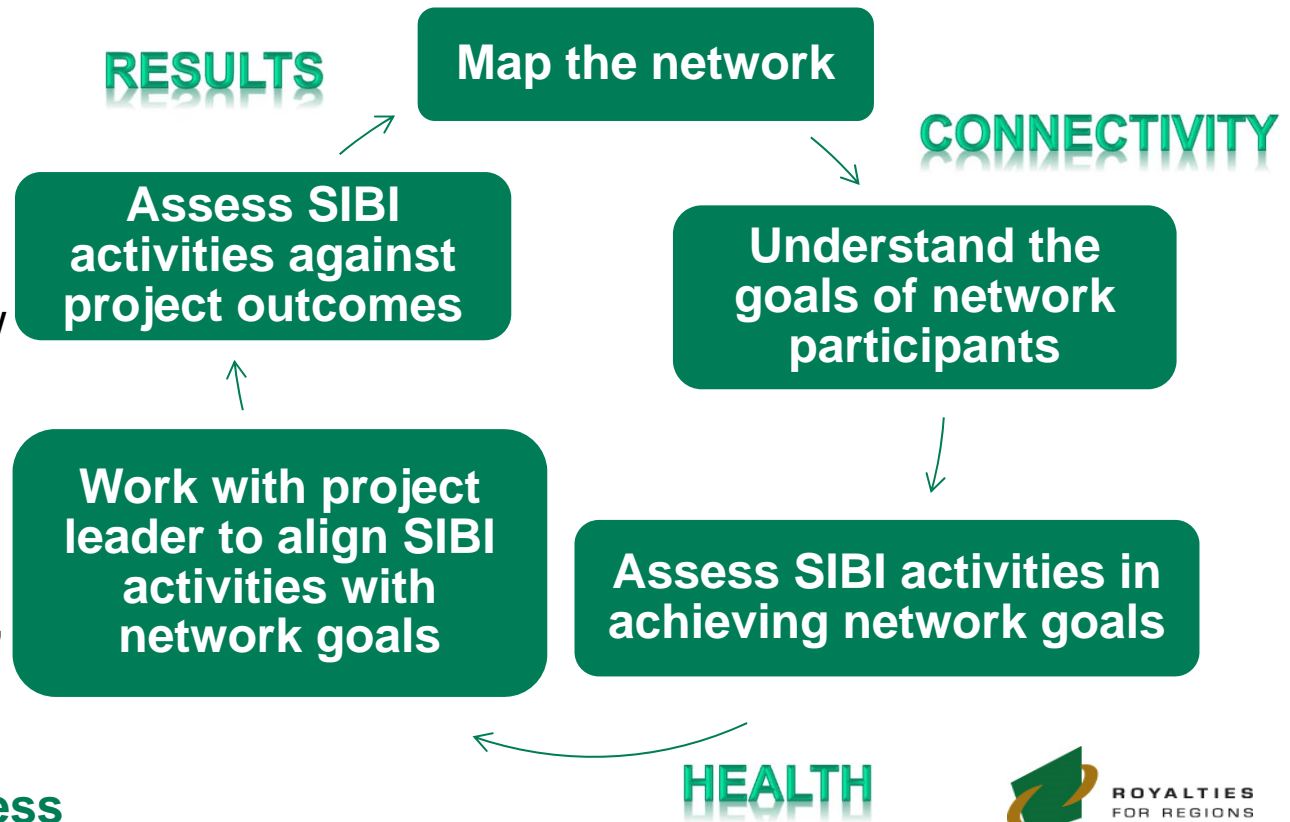 RESULTS
Map the network
CONNECTIVITY
Assess SIBI
activities against
project outcomes
Understand the
goals of network
participants
Work with project
leader to align SIBI
activities with
network goals
Assess SIBI activities in
achieving network goals
HEALTH
ROYALTIES
FOR REGIONS